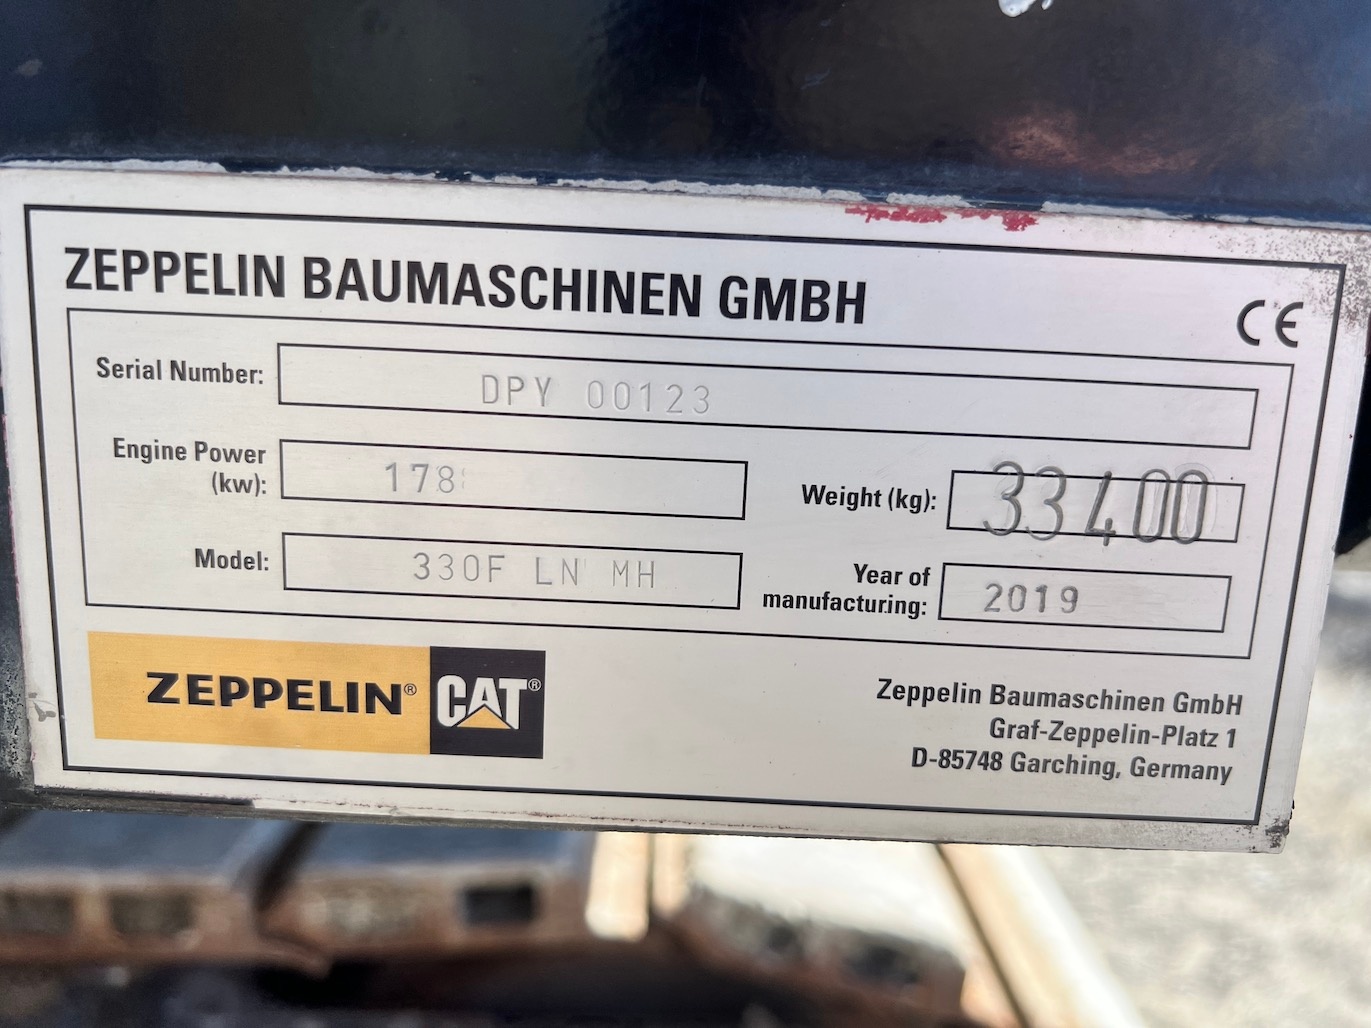 ZEPPELIN BAUMASCHINEN GMBH
CE
Serial Number: DPY 00123
Engine Power (kw): 178
Weight (kg): 33400
Model: 330F LN MH
Year of manufacturing: 2019
ZEPPELIN® CAT®
Zeppelin Baumaschinen GmbH
Graf-Zeppelin-Platz 1
D-85748 Garching, Germany